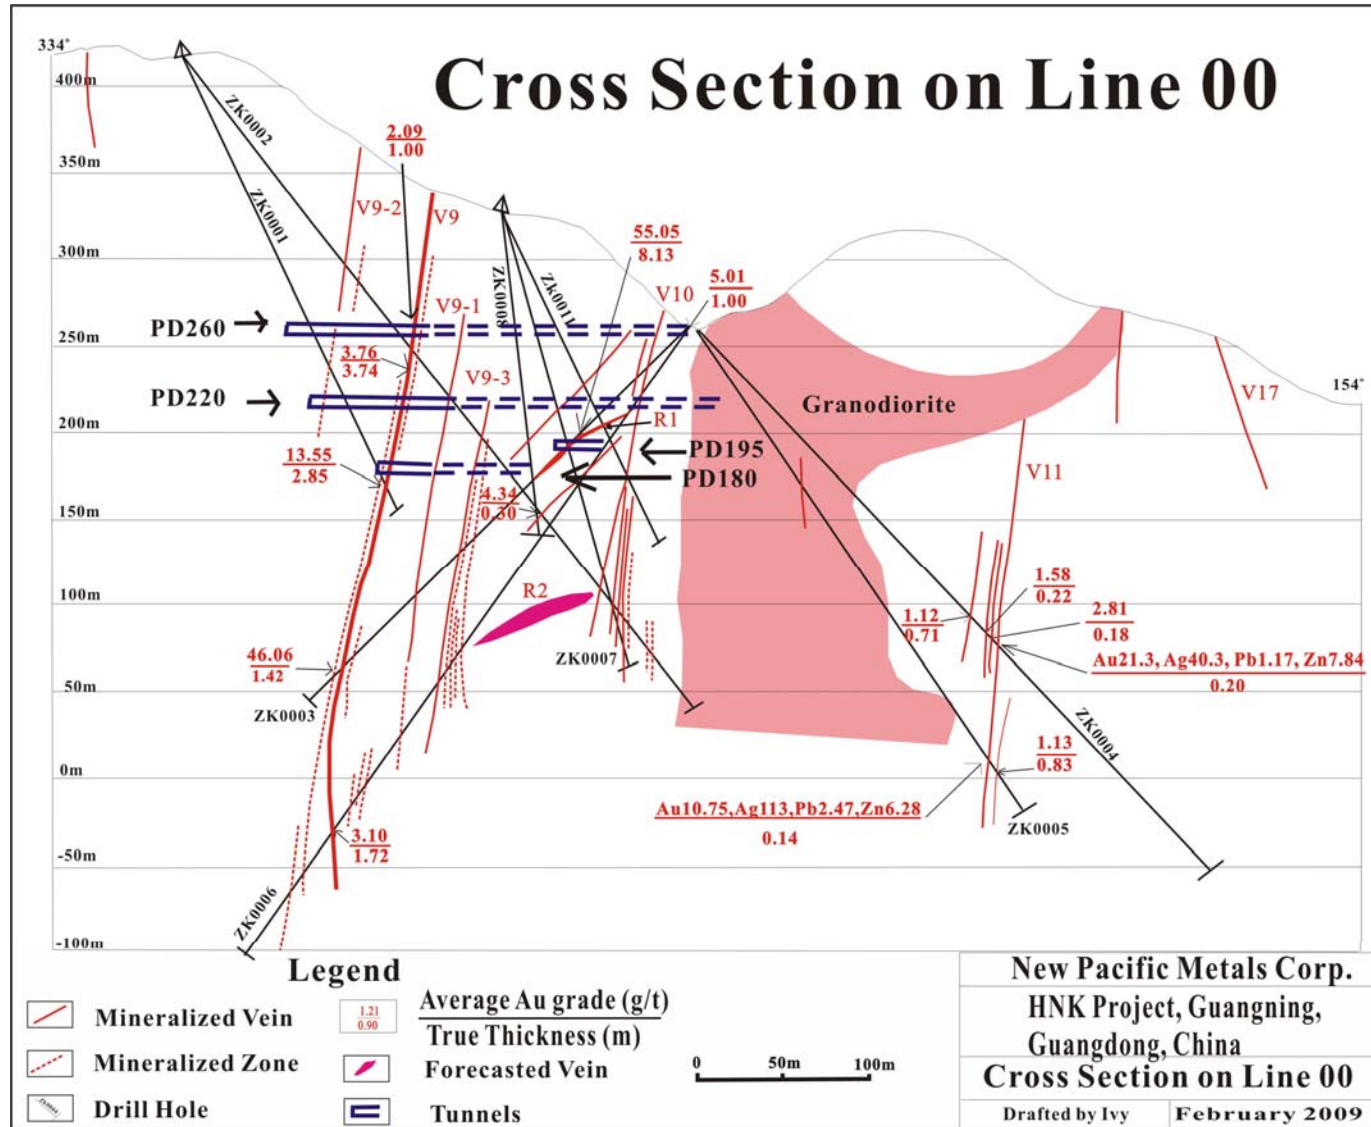 Cross Section on Line 00
334°
400m
350m
300m
250m
200m
150m
100m
50m
0m
-50m
-100m
154°
ZK0002
ZK0001
2.09
1.00
V9-2
V9
V9-1
V9-3
ZK0008
ZK0011
55.05
8.13
V10
5.01
1.00
PD260
PD220
3.76
3.74
13.55
2.85
4.34
0.30
R1
PD195
PD180
Granodiorite
V17
V11
R2
ZK0007
46.06
1.42
ZK0003
1.12
0.71
1.58
0.22
2.81
0.18
Au21.3, Ag40.3, Pb1.17, Zn7.84
0.20
ZK0004
1.13
0.83
Au10.75,Ag113,Pb2.47,Zn6.28
0.14
ZK0005
3.10
1.72
ZK0006
Legend
Mineralized Vein
Mineralized Zone
Drill Hole
1.21
0.90
Average Au grade (g/t)
True Thickness (m)
Forecasted Vein
Tunnels
0 50m 100m
New Pacific Metals Corp.
HNK Project, Guangning,
Guangdong, China
Cross Section on Line 00
Drafted by Ivy February 2009